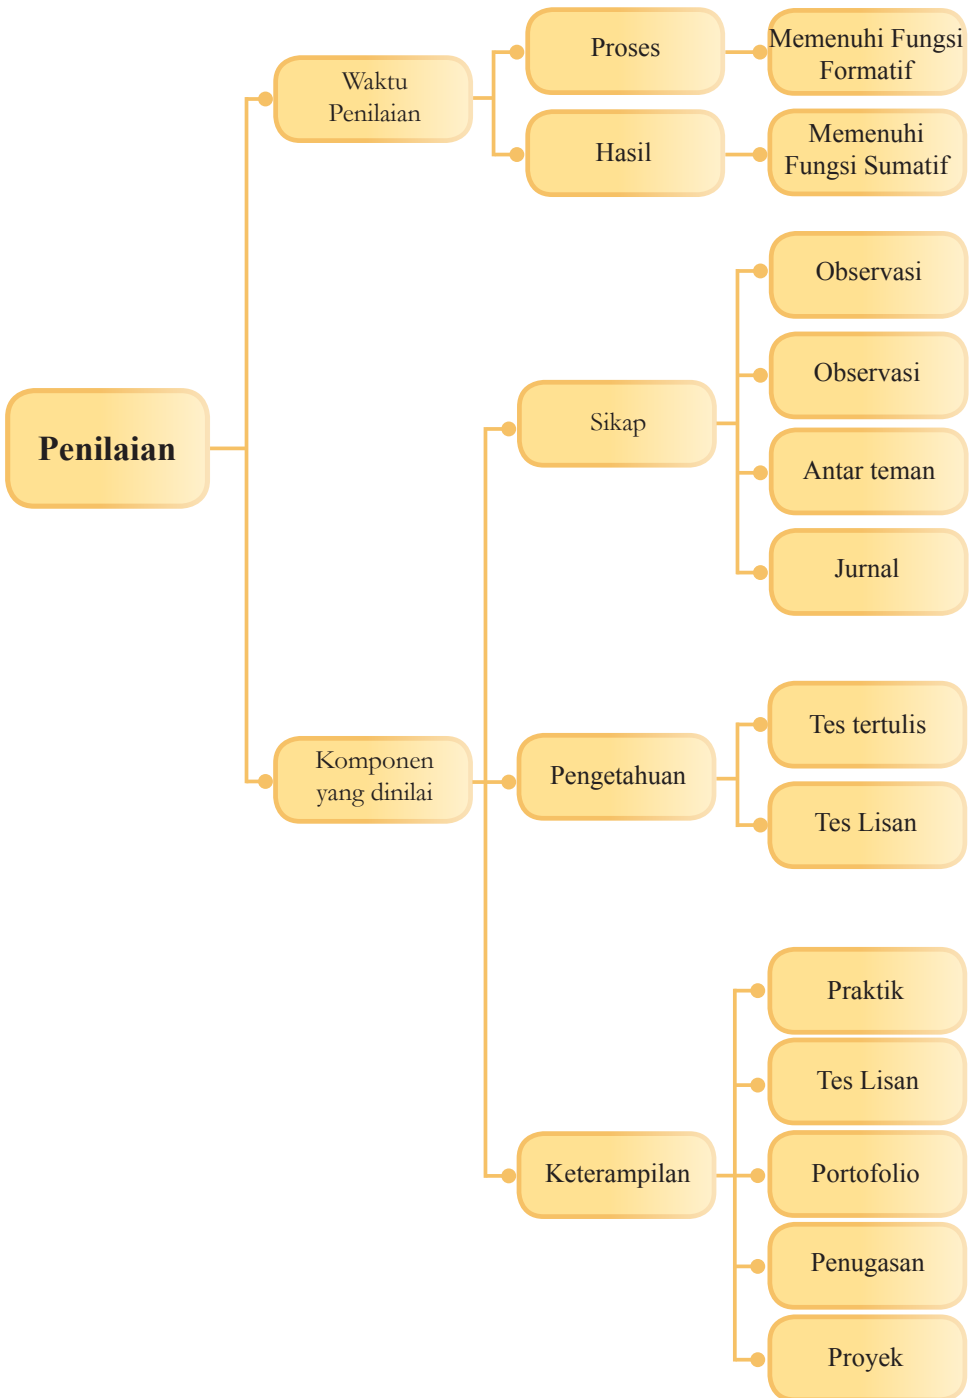 Penilaian
Waktu
Penilaian
Proses
Memenuhi Fungsi
Formatif
Hasil
Memenuhi
Fungsi Sumatif
Komponen
yang dinilai
Sikap
Observasi
Observasi
Antar teman
Jurnal
Pengetahuan
Tes tertulis
Tes Lisan
Keterampilan
Praktik
Tes Lisan
Portofolio
Penugasan
Proyek